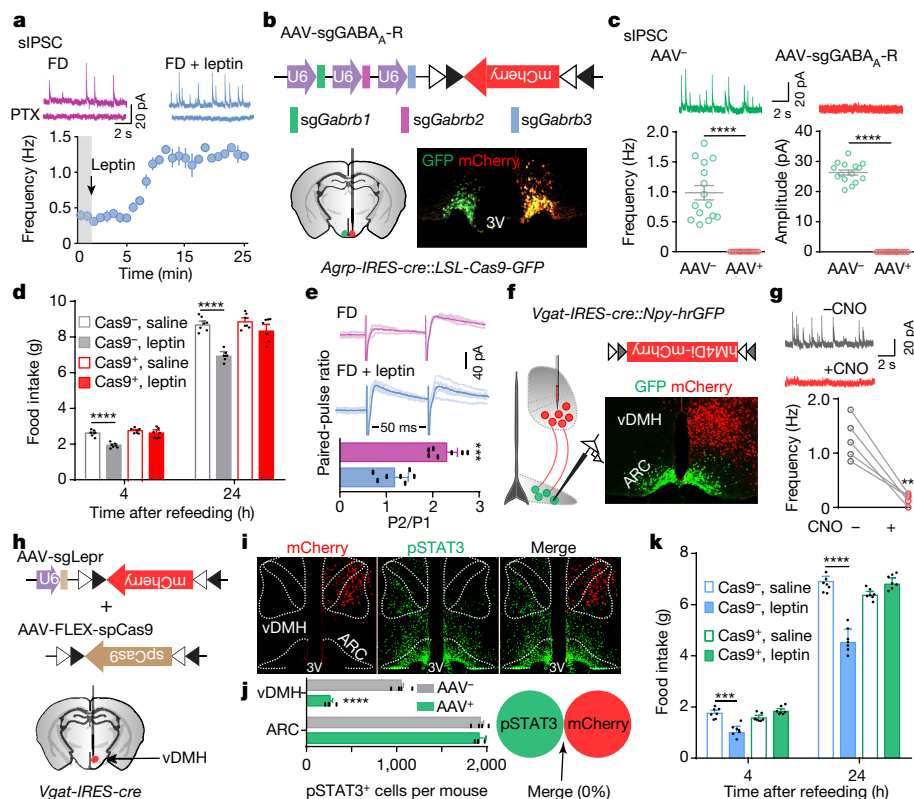 a
sIPSC
FD
FD + leptin
PTX
2 s
20 pA
Leptin
Frequency (Hz)
1.5
1.0
0.5
0
0
5
15
25
Time (min)
b
AAV-sgGABA_A-R
U6
U6
U6
mCherry
sgGabrb1
sgGabrb2
sgGabrb3
GFP mCherry
3V
Agrp-IRES-cre::LSL-Cas9-GFP
c
sIPSC
AAV–
AAV-sgGABA_A-R
2 s
20 pA
Frequency (Hz)
2.0
1.5
1.0
0.5
0
****
AAV– AAV+
Amplitude (pA)
40
30
20
10
0
****
AAV– AAV+
d
Food intake (g)
10
8
6
4
2
0
Cas9–, saline
Cas9–, leptin
Cas9+, saline
Cas9+, leptin
****
****
4
24
Time after refeeding (h)
e
FD
FD + leptin
40 pA
50 ms
Paired-pulse ratio
***
0 1 2 3
P2/P1
f
Vgat-IRES-cre::Npy-hrGFP
hM4Di-mChrry
GFP mCherry
vDMH
ARC
g
–CNO
+CNO
2 s
20 pA
Frequency (Hz)
2.0
1.0
0
**
CNO – +
h
AAV-sgLepr
U6
mCherry
+
AAV-FLEX-spCas9
spCas9
vDMH
Vgat-IRES-cre
i
mCherry
pSTAT3
Merge
vDMH
ARC
3V
3V
3V
j
vDMH
ARC
AAV–
AAV+
****
0
1,000
2,000
pSTAT3+ cells per mouse
pSTAT3
mCherry
Merge (0%)
k
Food intake (g)
8
6
4
2
0
Cas9–, saline
Cas9–, leptin
Cas9+, saline
Cas9+, leptin
***
****
4
24
Time after refeeding (h)